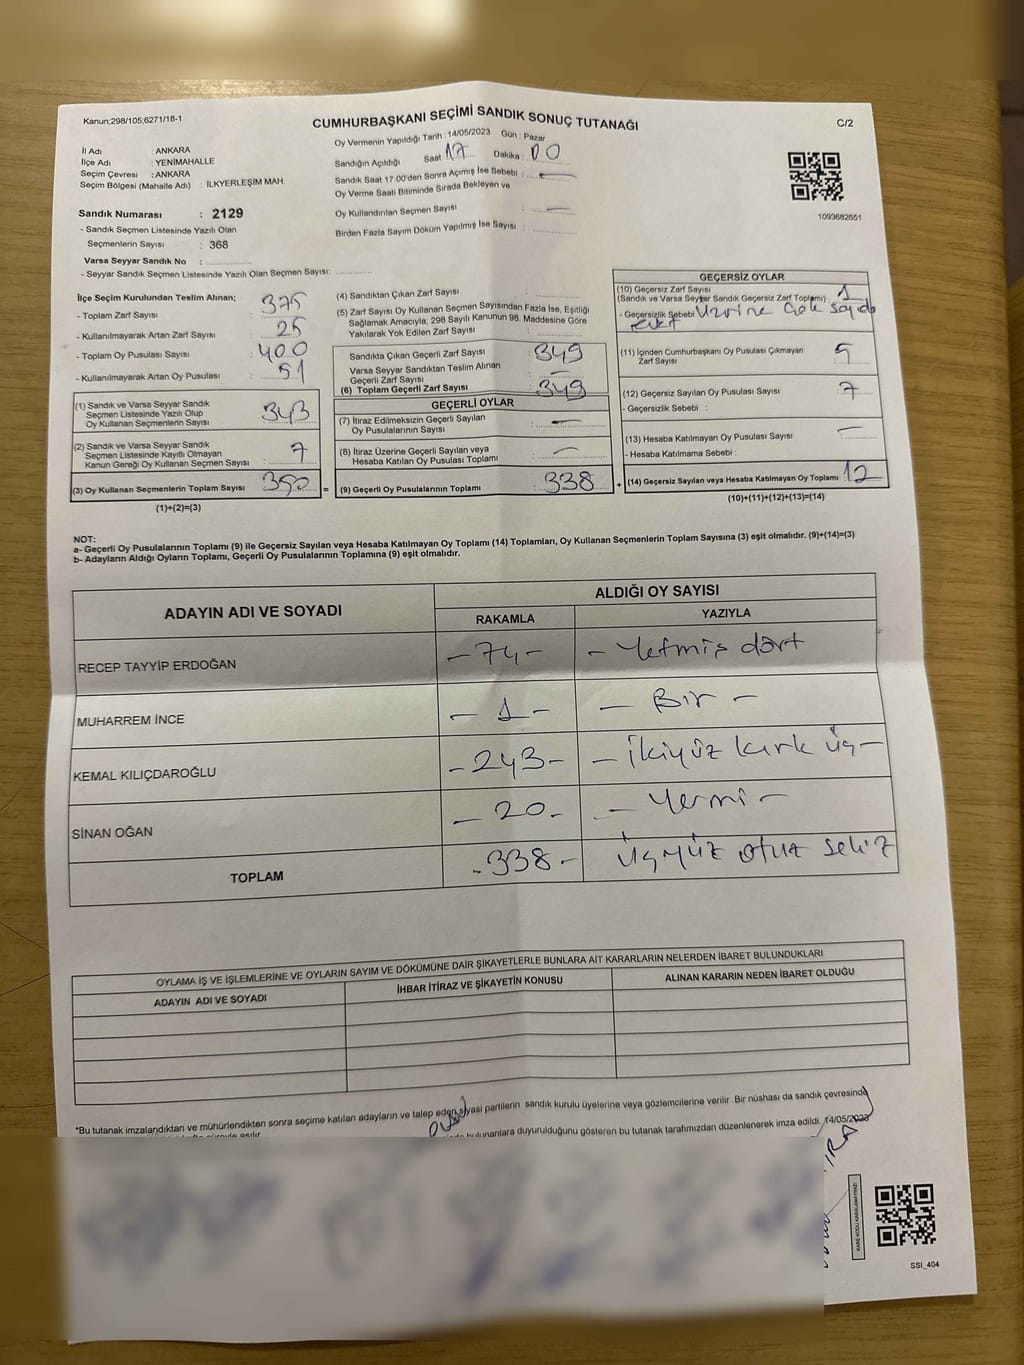 Kanun;298/105,6271/18-1
CUMHURBAŞKANI SEÇİMİ SANDIK SONUÇ TUTANAĞI
C/2
İl Adı : ANKARA
İlçe Adı : YENİMAHALLE
Seçim Çevresi : ANKARA
Seçim Bölgesi (Mahalle Adı) : İLKYERLEŞİM MAH.
Sandık Numarası : 2129
- Sandık Seçmen Listesinde Yazılı Olan
Seçmenlerin Sayısı : 368
Varsa Seyyar Sandık No :
- Seyyar Sandık Seçmen Listesinde Yazılı Olan Seçmen Sayısı:
Oy Vermenin Yapıldığı Tarih : 14/05/2023 Gün : Pazar
Sandığın Açıldığı Saat 17 Dakika : 00
Sandık Saat 17:00'den Sonra Açımış İse Sebebi : —
Oy Verme Saati Bitiminde Sırada Bekleyen ve
Oy Kullandırılan Seçmen Sayısı : —
Birden Fazla Sayım Döküm Yapılmış İse Sayısı :
1093682651
İlçe Seçim Kurulundan Teslim Alınan;
- Toplam Zarf Sayısı : 375
- Kullanılmayarak Artan Zarf Sayısı : 25
- Toplam Oy Pusulası Sayısı : 400
- Kullanılmayarak Artan Oy Pusulası : 51
(1) Sandık ve Varsa Seyyar Sandık
Seçmen Listesinde Yazılı Olup
Oy Kullanan Seçmenlerin Sayısı : 343
(2) Sandık ve Varsa Seyyar Sandık
Seçmen Listesinde Kayıtlı Olmayan
Kanun Gereği Oy Kullanan Seçmen Sayısı : 7
(3) Oy Kullanan Seçmenlerin Toplam Sayısı : 350 =
(1)+(2)=(3)
(4) Sandıktan Çıkan Zarf Sayısı :
(5) Zarf Sayısı Oy Kullanan Seçmen Sayısından Fazla İse, Eşitliği
Sağlamak Amacıyla, 298 Sayılı Kanunun 98. Maddesine Göre
Yakılarak Yok Edilen Zarf Sayısı :
Sandıkta Çıkan Geçerli Zarf Sayısı : 349
Varsa Seyyar Sandıktan Teslim Alınan
Geçerli Zarf Sayısı : —
(6) Toplam Geçerli Zarf Sayısı : 349
GEÇERLİ OYLAR
(7) İtiraz Edilmeksizin Geçerli Sayılan
Oy Pusulalarının Sayısı : —
(8) İtiraz Üzerine Geçerli Sayılan veya
Hesaba Katılan Oy Pusulası Toplamı : —
(9) Geçerli Oy Pusulalarının Toplamı : 338 +
GEÇERSİZ OYLAR
(10) Geçersiz Zarf Sayısı
(Sandık ve Varsa Seyyar Sandık Geçersiz Zarf Toplamı) : 1
- Geçersizlik Sebebi : Üzerine çok sayıda
evet
(11) İçinden Cumhurbaşkanı Oy Pusulası Çıkmayan
Zarf Sayısı : 5
(12) Geçersiz Sayılan Oy Pusulası Sayısı : 7
- Geçersizlik Sebebi :
(13) Hesaba Katılmayan Oy Pusulası Sayısı : —
- Hesaba Katılmama Sebebi :
(14) Geçersiz Sayılan veya Hesaba Katılmayan Oy Toplamı : 12
(10)+(11)+(12)+(13)=(14)
NOT:
a- Geçerli Oy Pusulalarının Toplamı (9) ile Geçersiz Sayılan veya Hesaba Katılmayan Oy Toplamı (14) Toplamları, Oy Kullanan Seçmenlerin Toplam Sayısına (3) eşit olmalıdır. (9)+(14)=(3)
b- Adayların Aldığı Oyların Toplamı, Geçerli Oy Pusulalarının Toplamına (9) eşit olmalıdır.
ADAYIN ADI VE SOYADI
ALDIĞI OY SAYISI
RAKAMLA YAZIYLA
RECEP TAYYİP ERDOĞAN - 74 - - Yetmiş dört
MUHARREM İNCE - 1 - - Bir -
KEMAL KILIÇDAROĞLU - 243 - - İkiyüz kırk üç -
SİNAN OĞAN - 20 - - Yermi -
TOPLAM - 338 - üçyüz otuz sekiz
OYLAMA İŞ VE İŞLEMLERİNE VE OYLARIN SAYIM VE DÖKÜMÜNE DAİR ŞİKAYETLERLE BUNLARA AİT KARARLARIN NELERDEN İBARET BULUNDUKLARI
ADAYIN ADI VE SOYADI İHBAR İTİRAZ VE ŞİKAYETİN KONUSU ALINAN KARARIN NEDEN İBARET OLDUĞU
*Bu tutanak imzalandıktan ve mühürlendikten sonra seçime katılan adayların ve talep eden siyasi partilerin sandık kurulu üyelerine veya gözlemcilerine verilir. Bir nüshası da sandık çevresinde
bulunanlara duyurulduğunu gösteren bu tutanak tarafımızdan düzenlenerek imza edildi. 14/05/2023
KARE KODU KARALAMAYINIZ!
SSI_404